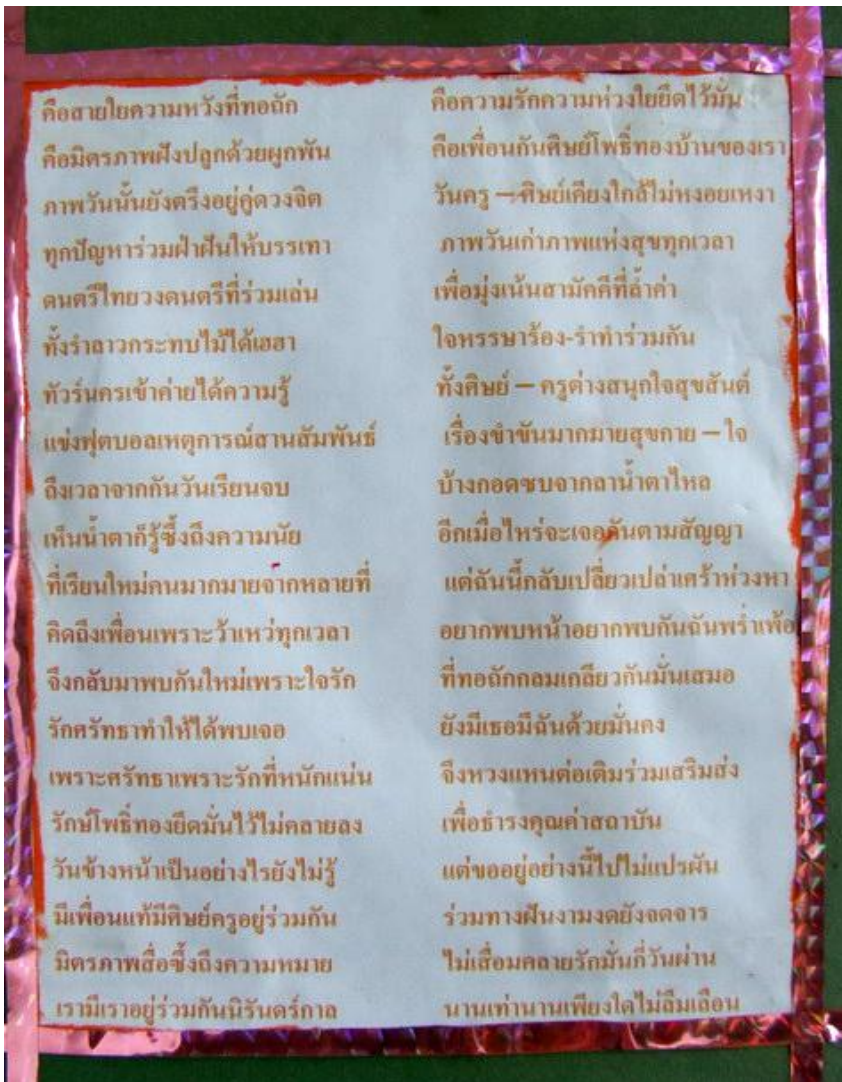 คือสายใยความหวังที่ทอถัก คือความรักความห่วงใยยึดไว้มั่น
คือมิตรภาพฝังปลูกด้วยผูกพัน คือเพื่อนกันศิษย์โพธิ์ทองบ้านของเรา
ภาพวันนั้นยังตรึงอยู่คู่ดวงจิต วันครู – ศิษย์เคียงใกล้ไม่หงอยเหงา
ทุกปัญหาร่วมฝ่าฝันให้บรรเทา ภาพวันเก่าภาพแห่งสุขทุกเวลา
ดนตรีไทยวงดนตรีที่ร่วมเล่น เพื่อมุ่งเน้นสามัคคีที่ล้ำค่า
ทั้งรำลาวกระทบไม้ได้เฮฮา ใจหรรษาร้อง-รำทำร่วมกัน
ทัวร์นครเข้าค่ายได้ความรู้ ทั้งศิษย์ – ครูต่างสนุกใจสุขสันต์
แข่งฟุตบอลเหตุการณ์สานสัมพันธ์ เรื่องขำขันมากมายสุขกาย – ใจ
ถึงเวลาจากกันวันเรียนจบ บ้างกอดซบจากลาน้ำตาไหล
เห็นน้ำตาก็รู้ซึ้งถึงความนัย อีกเมื่อไหร่จะเจอกันตามสัญญา
ที่เรียนใหม่คนมากมายจากหลายที่ แต่ฉันนี้กลับเปลี่ยวเปล่าเศร้าห่วงหา
คิดถึงเพื่อนเพราะว้าเหว่ทุกเวลา อยากพบหน้าอยากพบกันฉันพร่ำเพ้อ
จึงกลับมาพบกันใหม่เพราะใจรัก ที่ทอถักกลมเกลียวกันมั่นเสมอ
รักศรัทธาทำให้ได้พบเจอ ยังมีเธอมีฉันด้วยมั่นคง
เพราะศรัทธาเพราะรักที่หนักแน่น จึงหวงแหนต่อเติมร่วมเสริมส่ง
รักษ์โพธิ์ทองยึดมั่นไว้ไม่คลายลง เพื่อธำรงคุณค่าสถาบัน
วันข้างหน้าเป็นอย่างไรยังไม่รู้ แต่ขออยู่อย่างนี้ไปไม่แปรผัน
มีเพื่อนแท้มีศิษย์ครูอยู่ร่วมกัน ร่วมทางฝันงามงดยังจดจาร
มิตรภาพสื่อซึ้งถึงความหมาย ไม่เสื่อมคลายรักมั่นกี่วันผ่าน
เรามีเราอยู่ร่วมกันนิรันดร์กาล นานเท่านานเพียงใดไม่ลืมเลือน